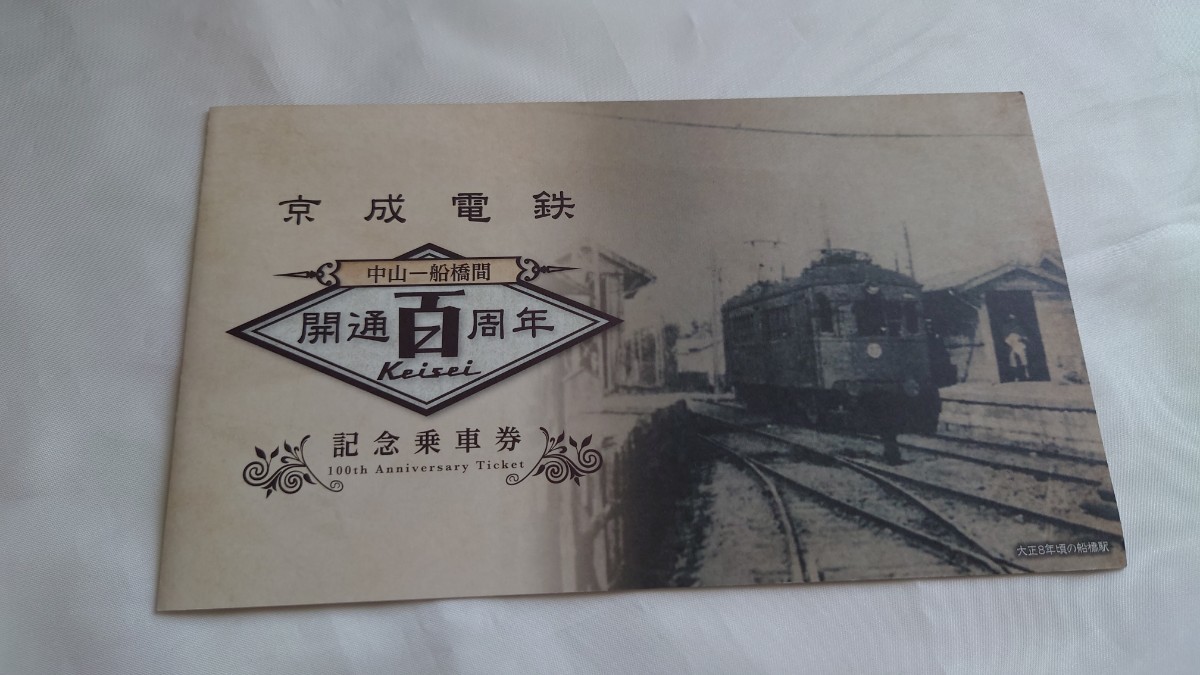 京成電鉄
中山―船橋間
開通百周年
Keisei
記念乗車券
100th Anniversary Ticket
大正8年頃の船橋駅